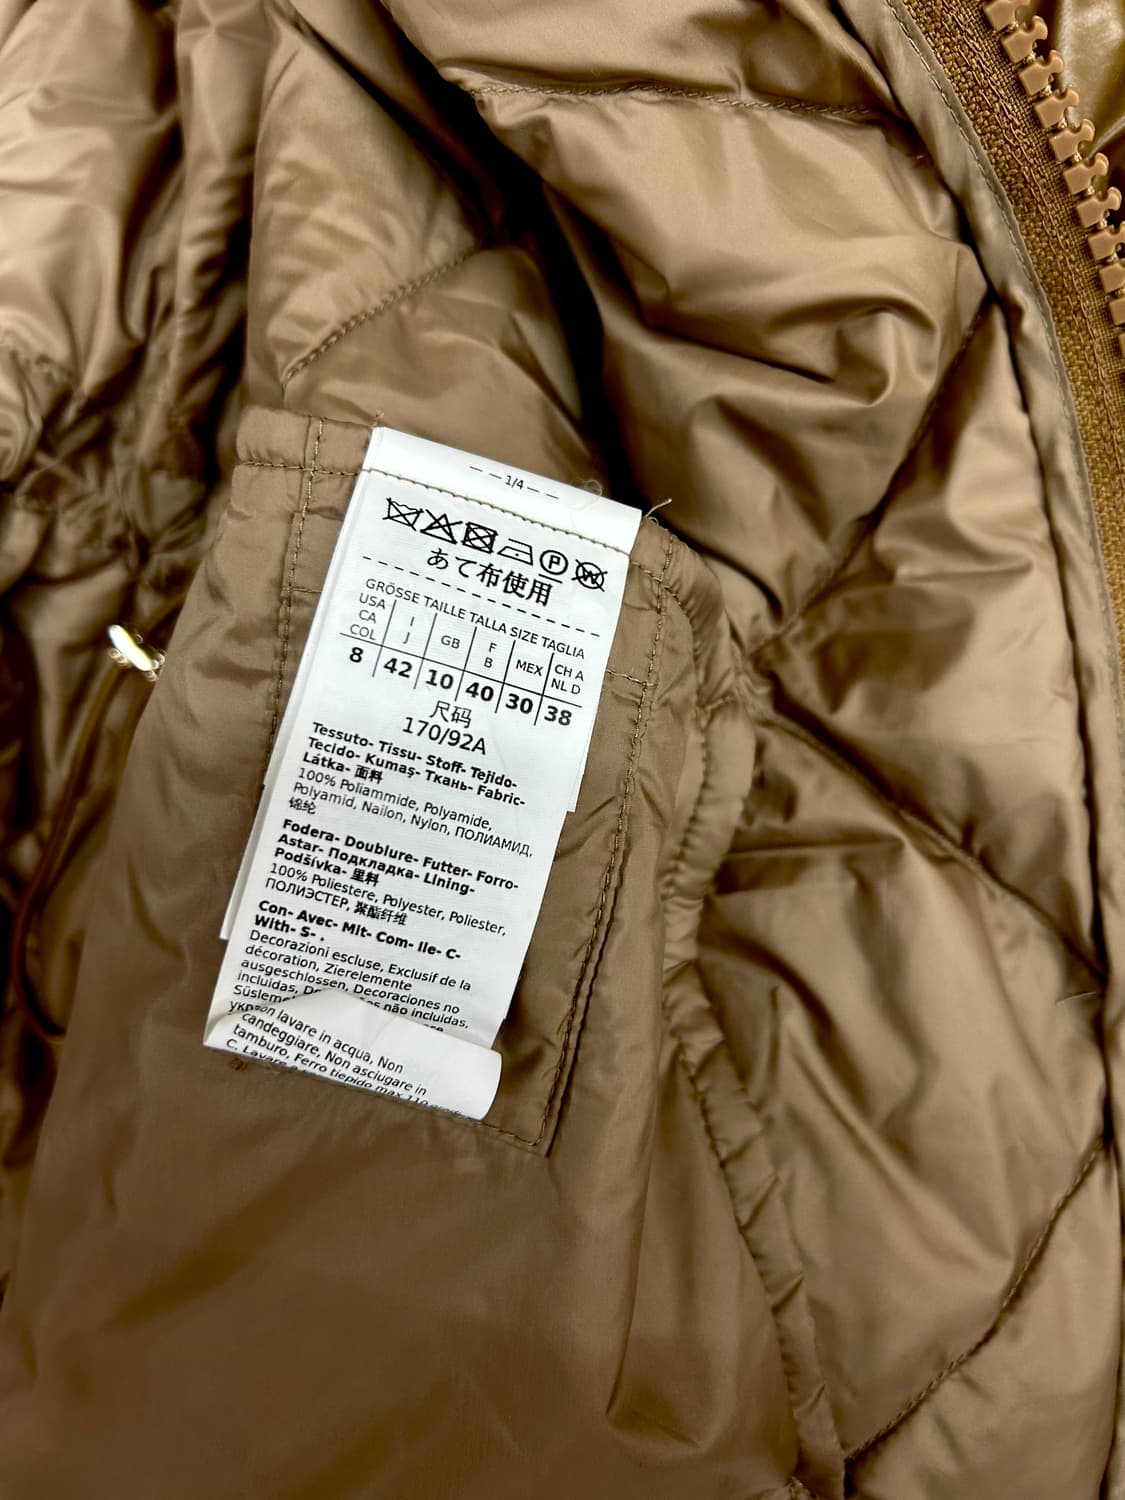 1/4
P W
あて布使用
GRÖSSE TAILLE TALLA SIZE TAGLIA
USA CA COL | I J | GB | F B | MEX | CH A NL D
8 | 42 | 10 | 40 | 30 | 38
尺码
170/92A
Tessuto- Tissu- Stoff- Tejido-
Tecido- Kumaş- Ткань- Fabric-
Látka- 面料
100% Poliammide, Polyamide,
Polyamid, Nailon, Nylon, ПОЛИАМИД,
锦纶
Fodera- Doublure- Futter- Forro-
Astar- Подкладка- Lining-
Podšívka- 里料
100% Poliestere, Polyester, Poliester,
ПОЛИЭСТЕР, 聚酯纤维
Con- Avec- Mit- Com- Ile- C-
With- S- .
Decorazioni escluse, Exclusif de la
décoration, Zierelemente
ausgeschlossen, Decoraciones no
incluidas, não incluidas,
Non lavare in acqua, Non
candeggiare, Non asciugare in
tamburo, Ferro tiepido max 110
C. Lavare